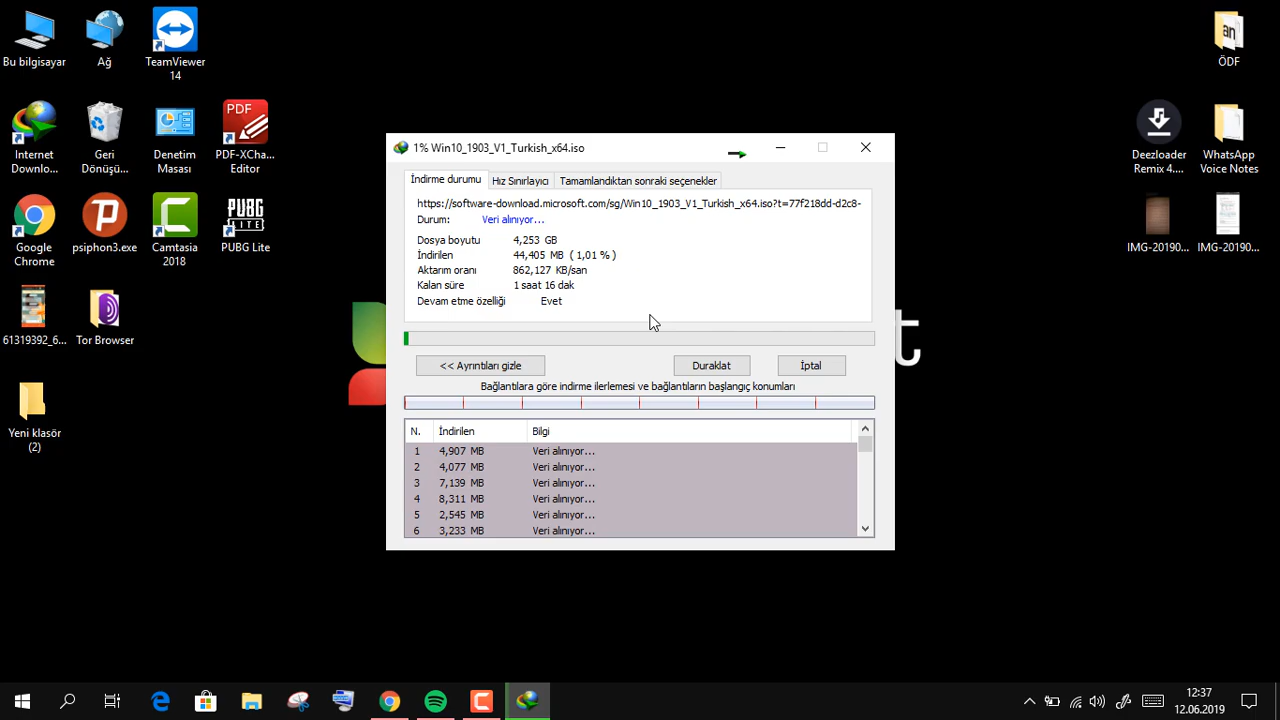 Bu bilgisayar
Ağ
TeamViewer
14
ÖDF
Internet
Downlo...
Geri
Dönüşü...
Denetim
Masası
PDF
PDF-XCha...
Editor
Deezloader
Remix 4....
WhatsApp
Voice Notes
Google
Chrome
psiphon3.exe
Camtasia
2018
PUBG
LITE
PUBG Lite
IMG-20190...
IMG-20190...
61319392_6...
Tor Browser
Yeni klasör
(2)
1% Win10_1903_V1_Turkish_x64.iso
İndirme durumu
Hız Sınırlayıcı
Tamamlandıktan sonraki seçenekler
https://software-download.microsoft.com/sg/Win10_1903_V1_Turkish_x64.iso?t=77f218dd-d2c8-
Durum: Veri alınıyor...
Dosya boyutu 4,253 GB
İndirilen 44,405 MB ( 1,01 % )
Aktarım oranı 862,127 KB/san
Kalan süre 1 saat 16 dak
Devam etme özelliği Evet
<< Ayrıntıları gizle
Duraklat
İptal
Bağlantılara göre indirme ilerlemesi ve bağlantıların başlangıç konumları
N. İndirilen Bilgi
1 4,907 MB Veri alınıyor...
2 4,077 MB Veri alınıyor...
3 7,139 MB Veri alınıyor...
4 8,311 MB Veri alınıyor...
5 2,545 MB Veri alınıyor...
6 3,233 MB Veri alınıyor...
t
12:37
12.06.2019